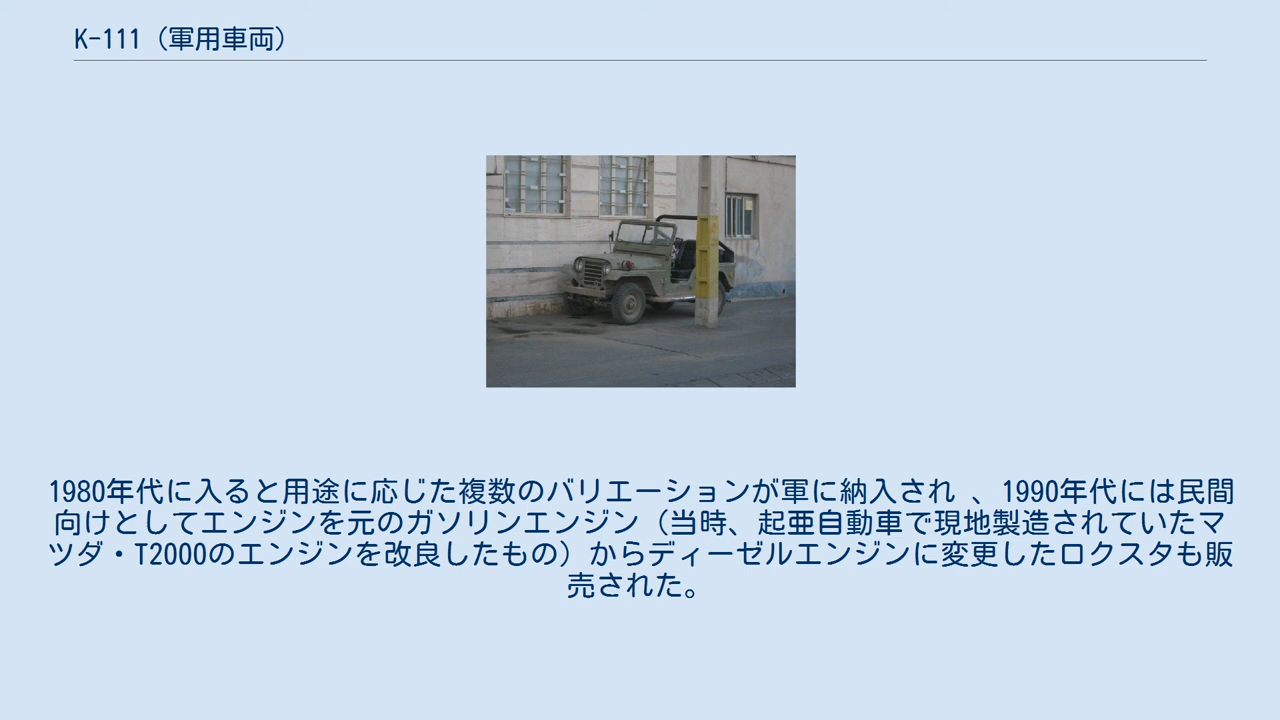 K-111（軍用車両）
1980年代に入ると用途に応じた複数のバリエーションが軍に納入され 、1990年代には民間
向けとしてエンジンを元のガソリンエンジン（当時、起亜自動車で現地製造されていたマ
ツダ・T2000のエンジンを改良したもの）からディーゼルエンジンに変更したロクスタも販
売された。